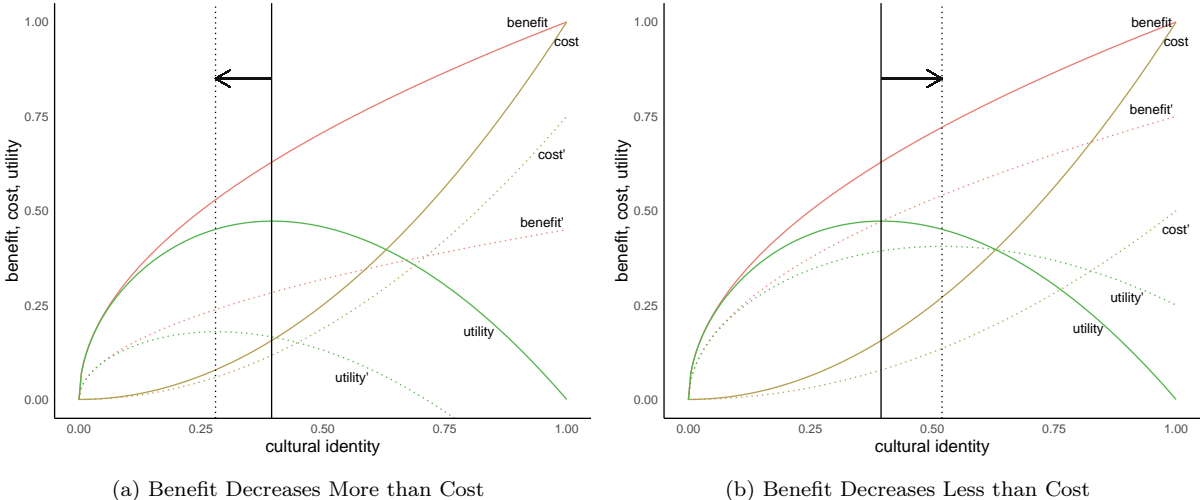 1.00
0.75
0.50
0.25
0.00
benefit, cost, utility
benefit
cost
cost'
benefit'
utility
utility'
0.00 0.25 0.50 0.75 1.00
cultural identity
(a) Benefit Decreases More than Cost
1.00
0.75
0.50
0.25
0.00
benefit, cost, utility
benefit
cost
benefit'
cost'
utility'
utility
0.00 0.25 0.50 0.75 1.00
cultural identity
(b) Benefit Decreases Less than Cost